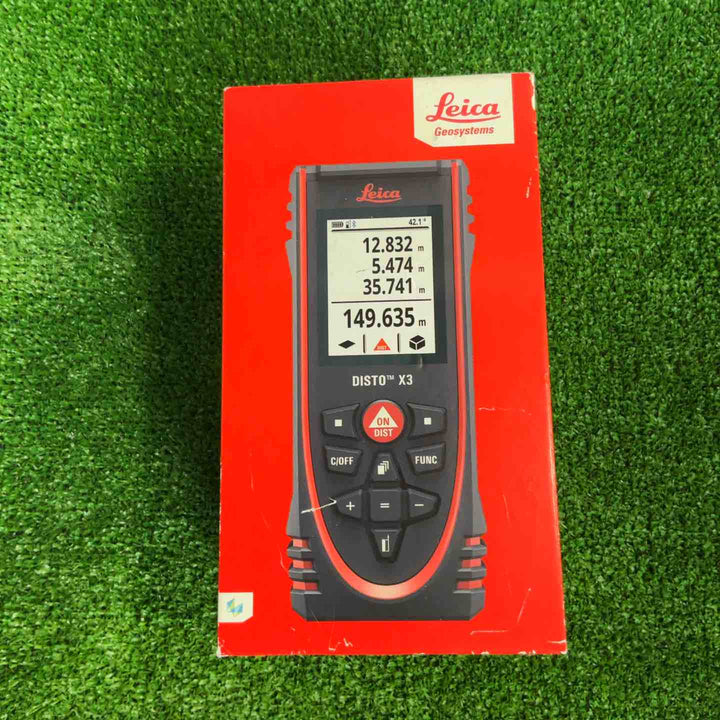 Leica
Geosystems
Leica
42.1°
12.832 m
5.474 m
35.741 m
149.635 m
DISTO™ X3
ON
DIST
C/OFF
FUNC
+ = −